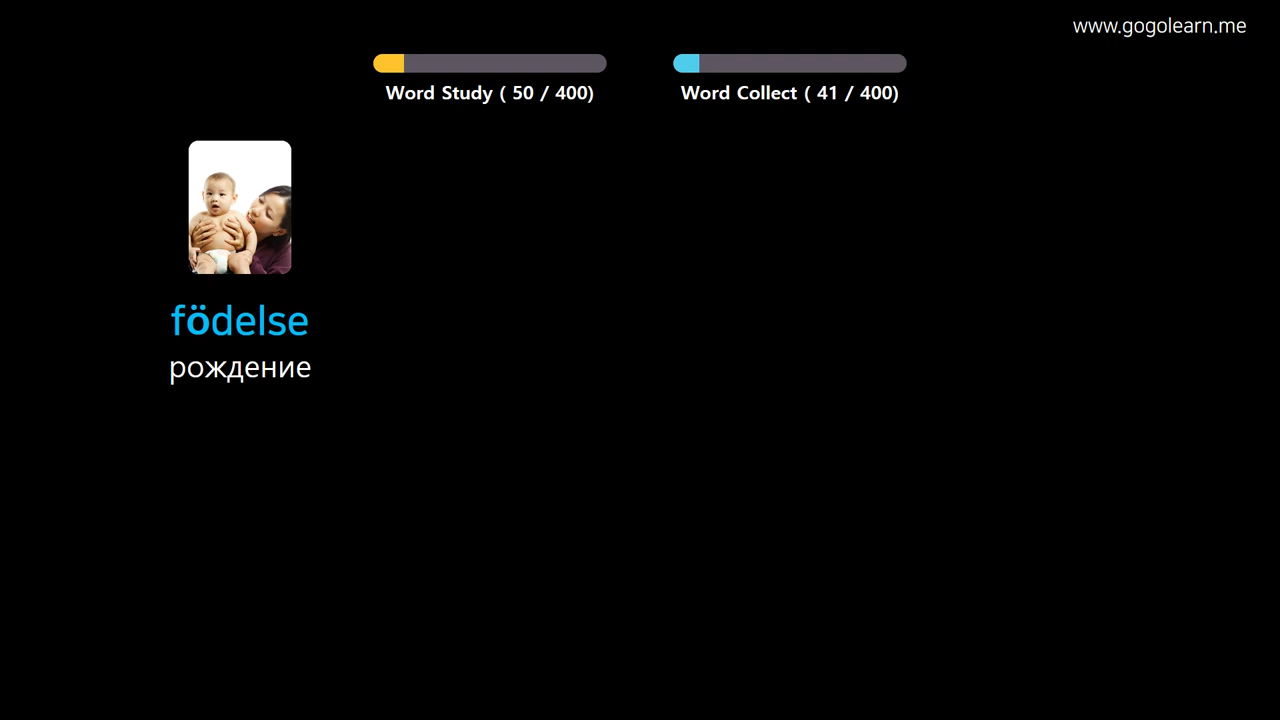 www.gogolearn.me
Word Study ( 50 / 400)
Word Collect ( 41 / 400)
födelse
рождение